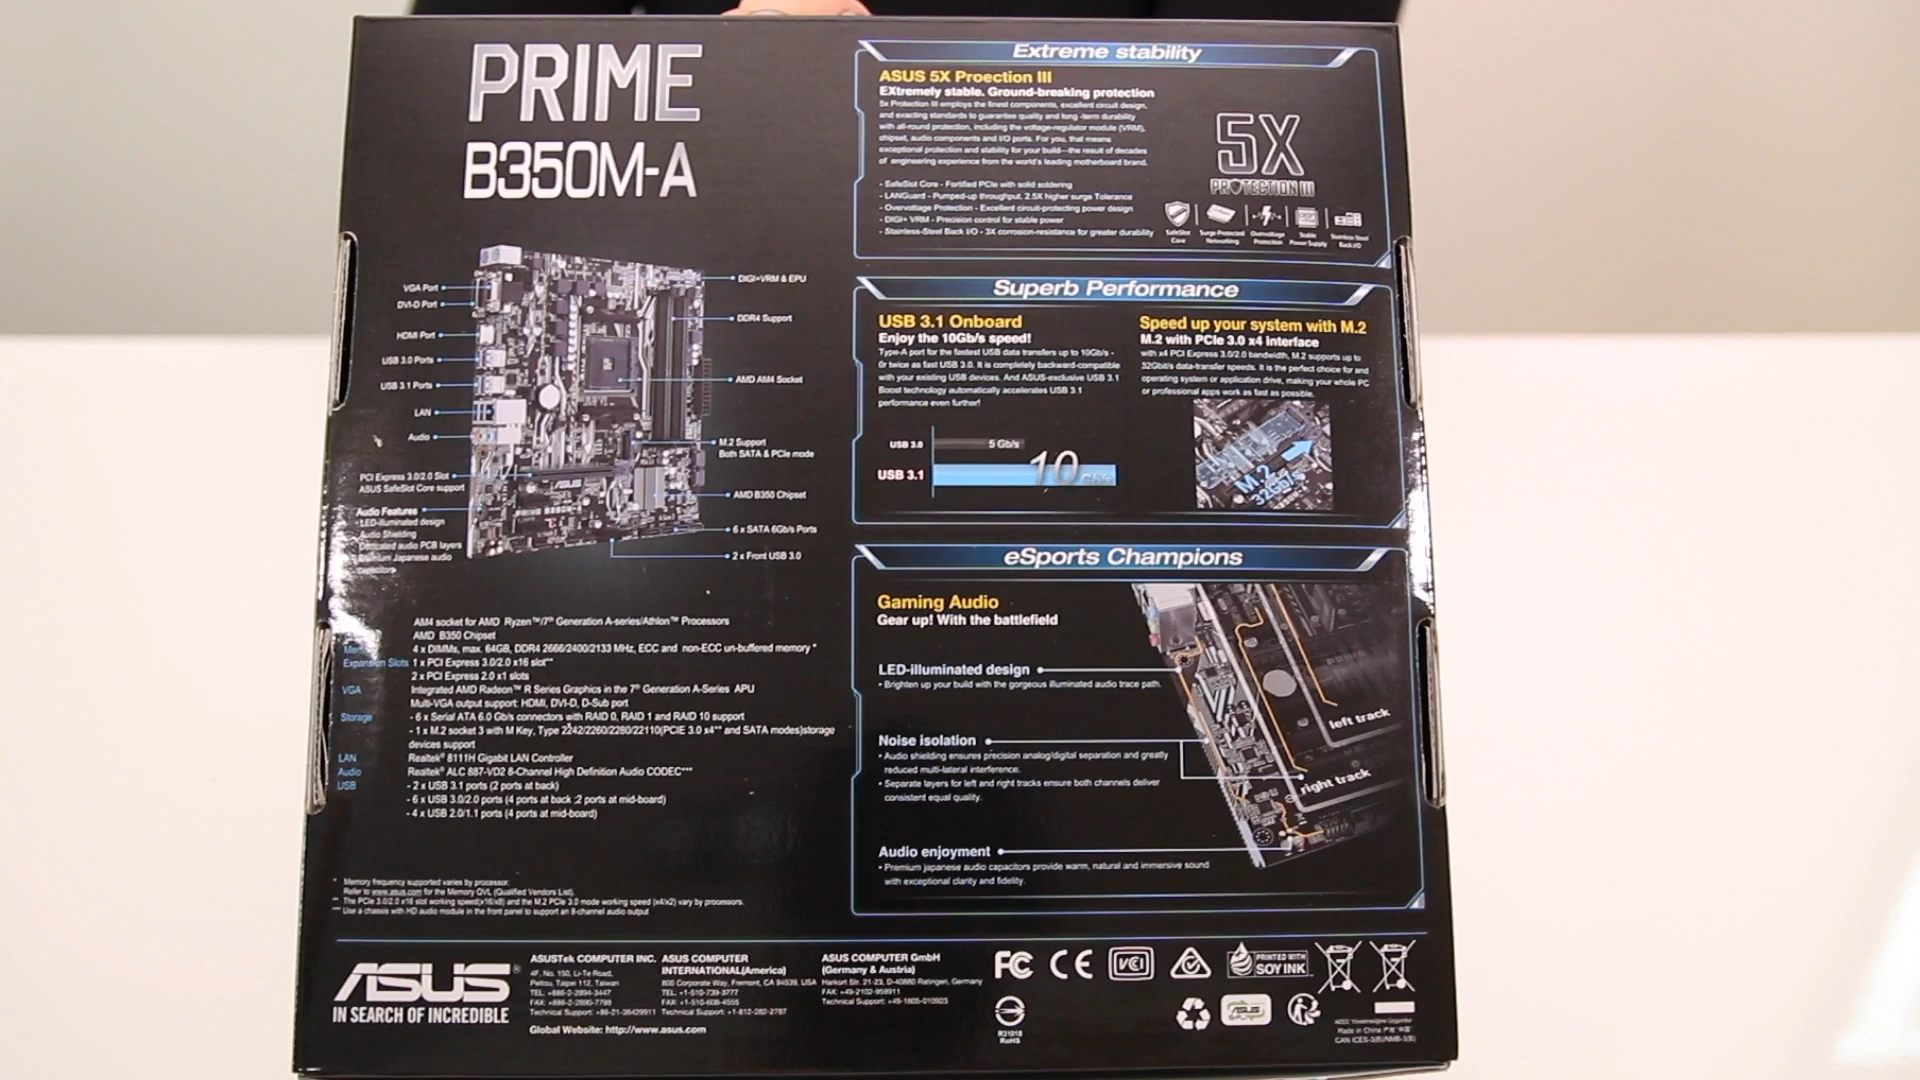 PRIME
B350M-A
VGA Port
DVI-D Port
HDMI Port
USB 3.0 Ports
USB 3.1 Ports
LAN
Audio
PCI Express 3.0/2.0 Slot
ASUS SafeSlot Core support
Audio Features
- LED-illuminated design
- Audio Shielding
- Dedicated audio PCB layers
- Premium Japanese audio
capacitors
DIGI+VRM & EPU
DDR4 Support
AMD AM4 Socket
M.2 Support
Both SATA & PCIe mode
AMD B350 Chipset
6 x SATA 6Gb/s Ports
2 x Front USB 3.0
AM4 socket for AMD Ryzen™/7th Generation A-series/Athlon™ Processors
AMD B350 Chipset
4 x DIMMs, max. 64GB, DDR4 2666/2400/2133 MHz, ECC and non-ECC un-buffered memory *
Expansion Slots 1 x PCI Express 3.0/2.0 x16 slot**
2 x PCI Express 2.0 x1 slots
VGA Integrated AMD Radeon™ R Series Graphics in the 7th Generation A-Series APU
Multi-VGA output support: HDMI, DVI-D, D-Sub port
Storage - 6 x Serial ATA 6.0 Gb/s connectors with RAID 0, RAID 1 and RAID 10 support
- 1 x M.2 socket 3 with M Key, Type 2242/2260/2280/22110(PCIE 3.0 x4** and SATA modes)storage
devices support
LAN Realtek® 8111H Gigabit LAN Controller
Audio Realtek® ALC 887-VD2 8-Channel High Definition Audio CODEC***
USB - 2 x USB 3.1 ports (2 ports at back)
- 6 x USB 3.0/2.0 ports (4 ports at back ;2 ports at mid-board)
- 4 x USB 2.0/1.1 ports (4 ports at mid-board)
* Memory frequency supported varies by processor.
Refer to www.asus.com for the Memory QVL (Qualified Vendors List).
** The PCIe 3.0/2.0 x16 slot working speed(x16/x8) and the M.2 PCIe 3.0 mode working speed (x4/x2) vary by processors.
*** Use a chassis with HD audio module in the front panel to support an 8-channel audio output
Extreme stability
ASUS 5X Proection III
EXtremely stable. Ground-breaking protection
5x Protection III employs the finest components, excellent circuit design,
and exacting standards to guarantee quality and long -term durability
with all-round protection, including the voltage-regulator module (VRM),
chipset, audio components and I/O ports. For you, that means
exceptional protection and stability for your build—the result of decades
of engineering experience from the world's leading motherboard brand.
- SafeSlot Core - Fortified PCIe with solid soldering
- LANGuard - Pumped-up throughput, 2.5X higher surge Tolerance
- Overvoltage Protection - Excellent circuit-protecting power design
- DIGI+ VRM - Precision control for stable power
- Stainless-Steel Back I/O - 3X corrosion-resistance for greater durability
5X
PROTECTION III
SafeSlot Core
Surge Protected Networking
Overvoltage Protection
Stable Power Supply
Stainless Steel Back I/O
Superb Performance
USB 3.1 Onboard
Enjoy the 10Gb/s speed!
Type-A port for the fastest USB data transfers up to 10Gb/s -
0r twice as fast USB 3.0. It is completely backward-compatible
with your existing USB devices. And ASUS-exclusive USB 3.1
Boost technology automatically accelerates USB 3.1
performance even further!
USB 3.0 5 Gb/s
USB 3.1 10 Gb/s
Speed up your system with M.2
M.2 with PCIe 3.0 x4 interface
with x4 PCI Express 3.0/2.0 bandwidth, M.2 supports up to
32Gbit/s data-transfer speeds. It is the perfect choice for and
operating system or application drive, making your whole PC
or professional apps work as fast as possible.
M.2
32Gb/s
eSports Champions
Gaming Audio
Gear up! With the battlefield
LED-illuminated design
• Brighten up your build with the gorgeous illuminated audio trace path.
Noise isolation
• Audio shielding ensures precision analog/digital separation and greatly
reduced multi-lateral interference.
• Separate layers for left and right tracks ensure both channels deliver
consistent equal quality.
Audio enjoyment
• Premium japanese audio capacitors provide warm, natural and immersive sound
with exceptional clarity and fidelity.
left track
right track
ASUS®
IN SEARCH OF INCREDIBLE
ASUSTek COMPUTER INC.
4F, No. 150, Li-Te Road,
Peitou, Taipei 112, Taiwan
TEL: +886-2-2894-3447
FAX: +886-2-2890-7798
Technical Support: +86-21-38429911
Global Website: http://www.asus.com
ASUS COMPUTER
INTERNATIONAL(America)
800 Corporate Way, Fremont, CA 94539, USA
TEL: +1-510-739-3777
FAX: +1-510-608-4555
Technical Support: +1-812-282-2787
ASUS COMPUTER GmbH
(Germany & Austria)
Harkort Str. 21-23, D-40880 Ratingen, Germany
FAX: +49-2102-959911
Technical Support: +49-1805-010923
FC CE VCI
PRINTED WITH
SOY INK
R31018
RoHS
ASUS
Made in China
CAN ICES-3(B)/NMB-3(B)